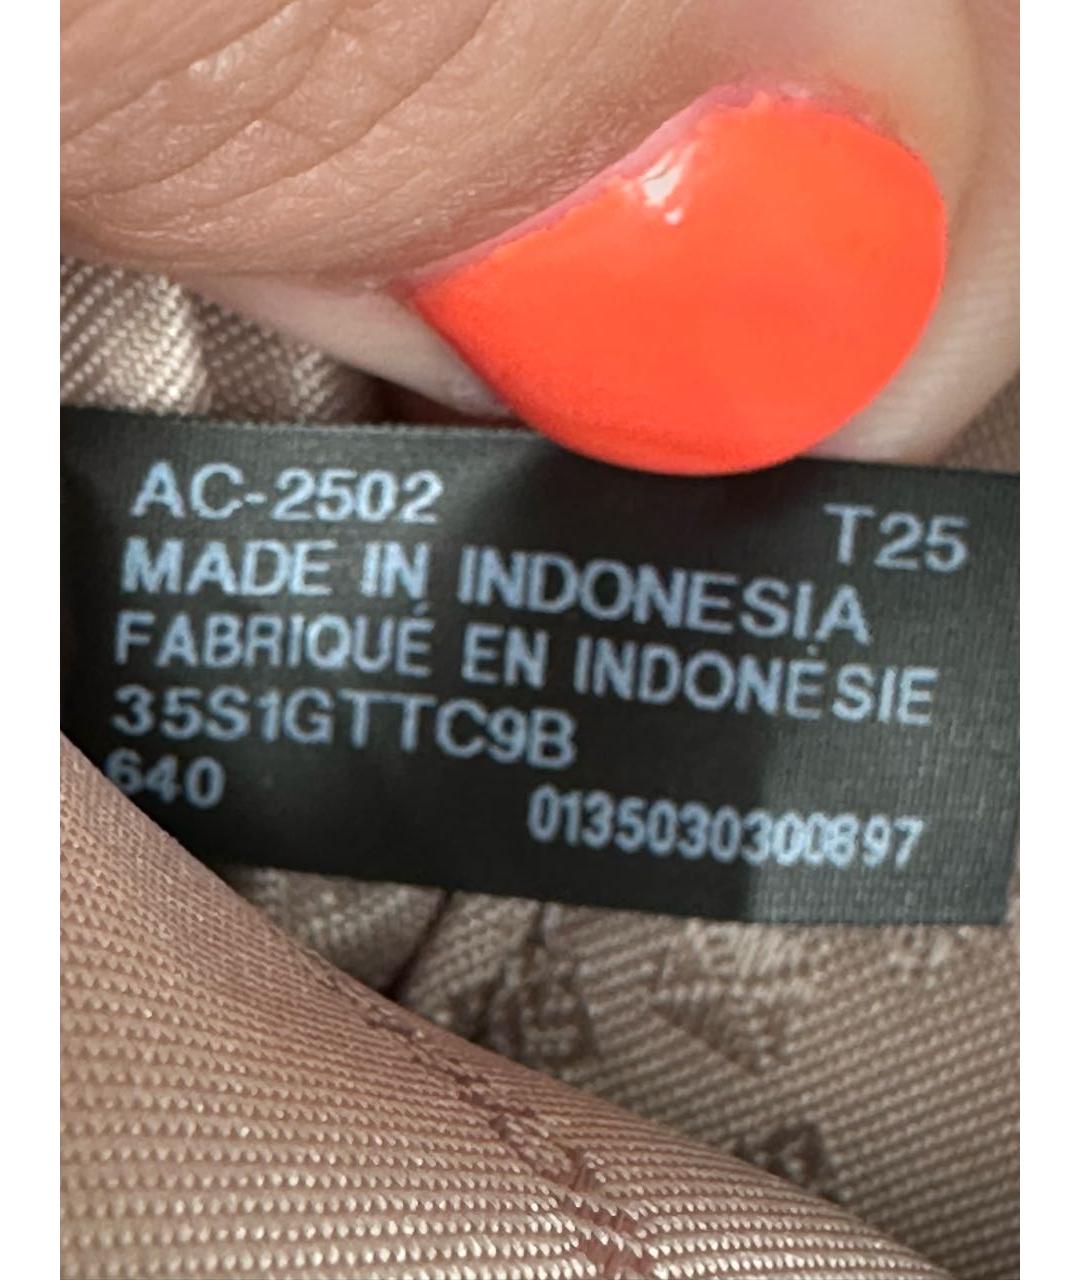 AC-2502 T25
MADE IN INDONESIA
FABRIQUÉ EN INDONÉSIE
35S1GTTC9B
640 0135030300897